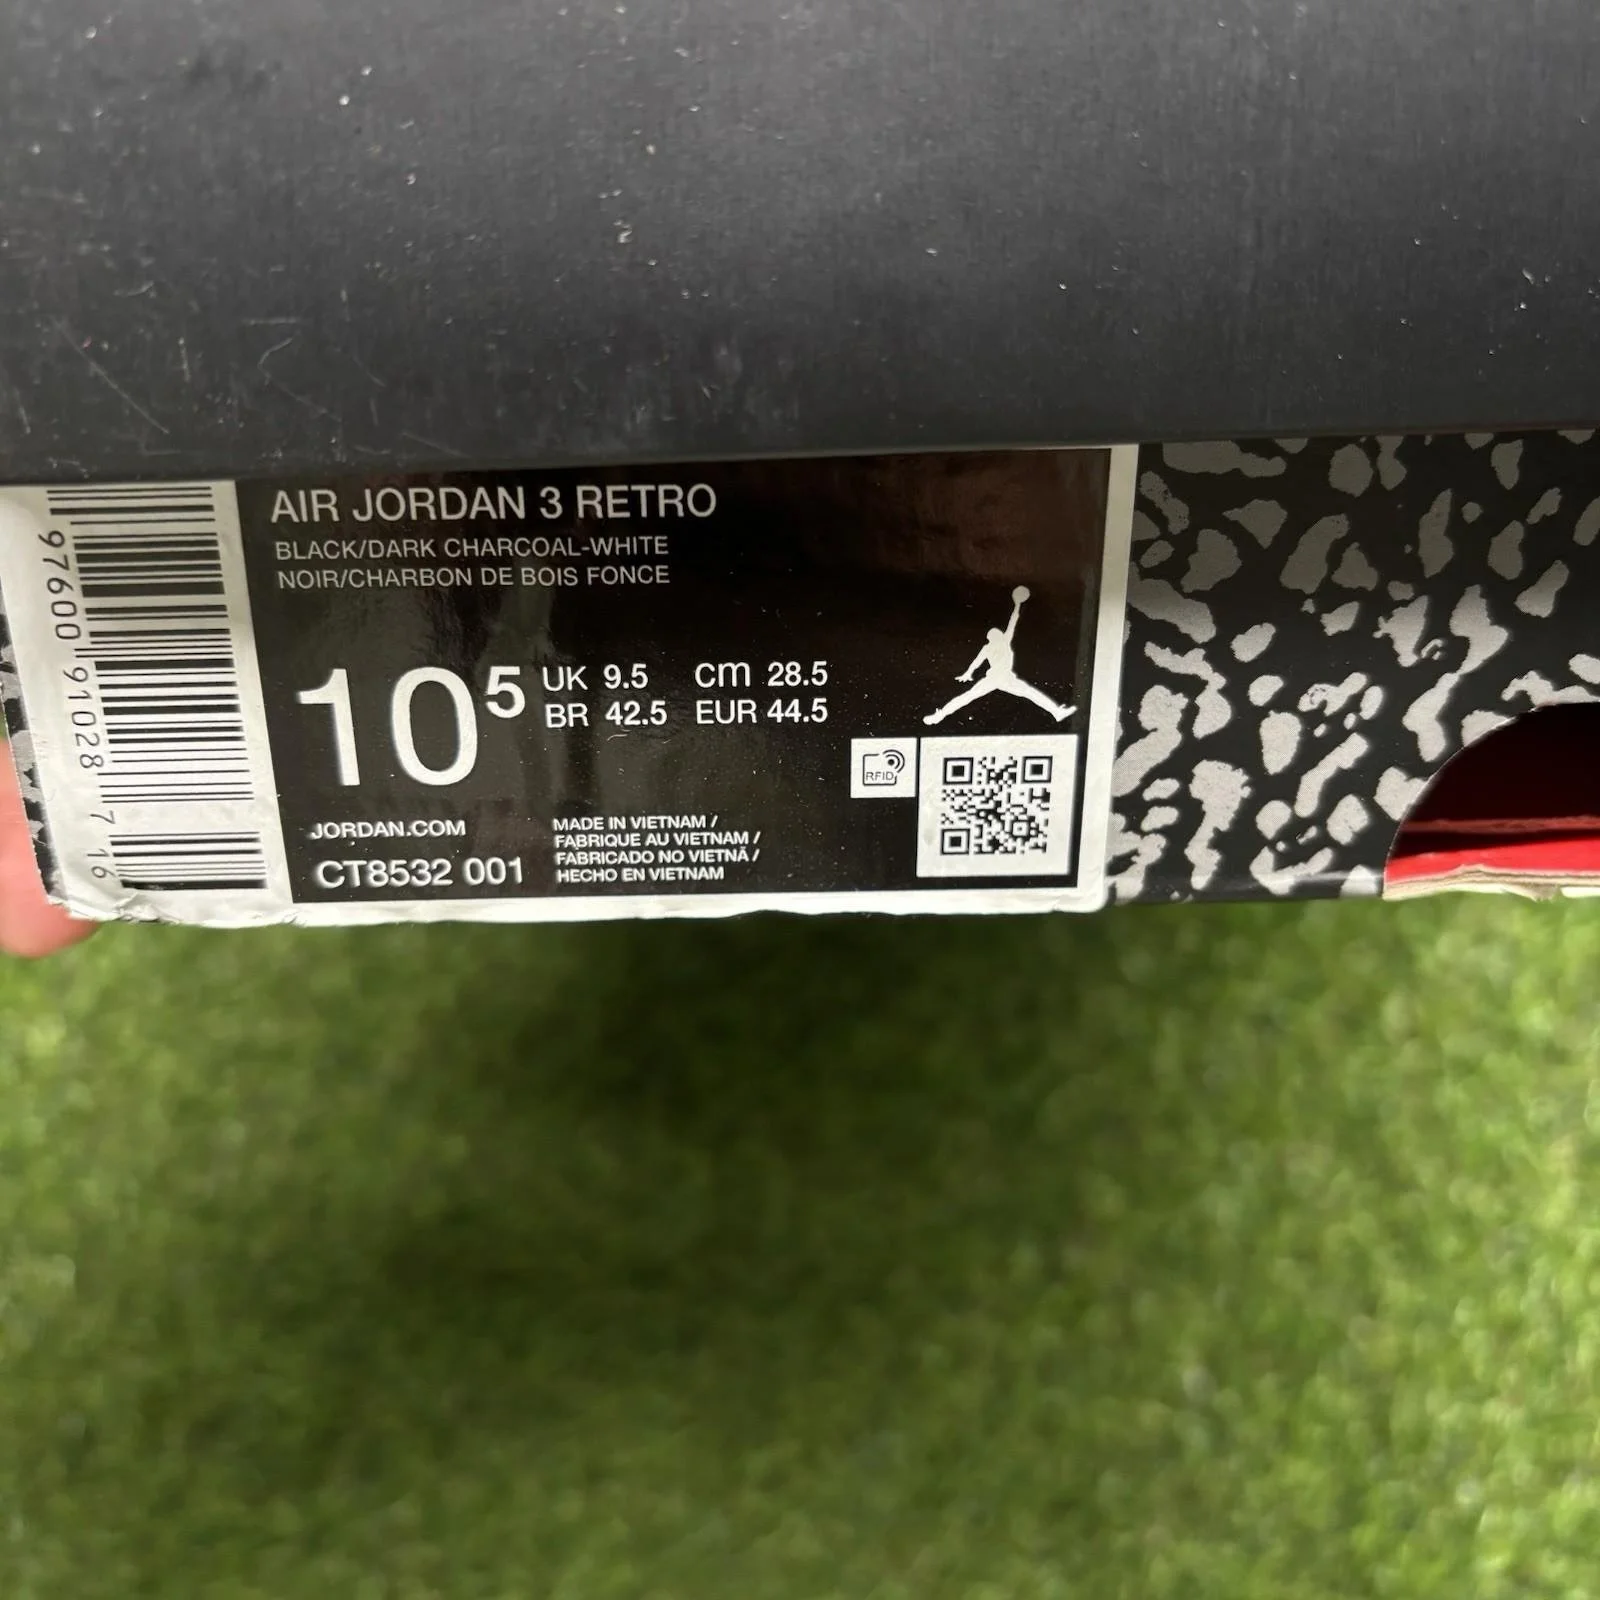 AIR JORDAN 3 RETRO
BLACK/DARK CHARCOAL-WHITE
NOIR/CHARBON DE BOIS FONCE
10 5
UK 9.5 cm 28.5
BR 42.5 EUR 44.5
RFID
JORDAN.COM
CT8532 001
MADE IN VIETNAM /
FABRIQUE AU VIETNAM /
FABRICADO NO VIETNÃ /
HECHO EN VIETNAM
97600 91028 7 16